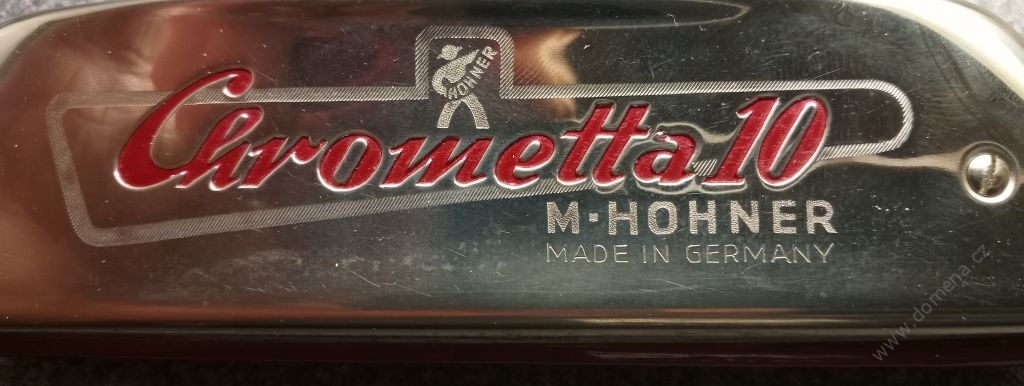 HOHNER
Chrometta 10
M·HOHNER
MADE IN GERMANY
www.domena.cz